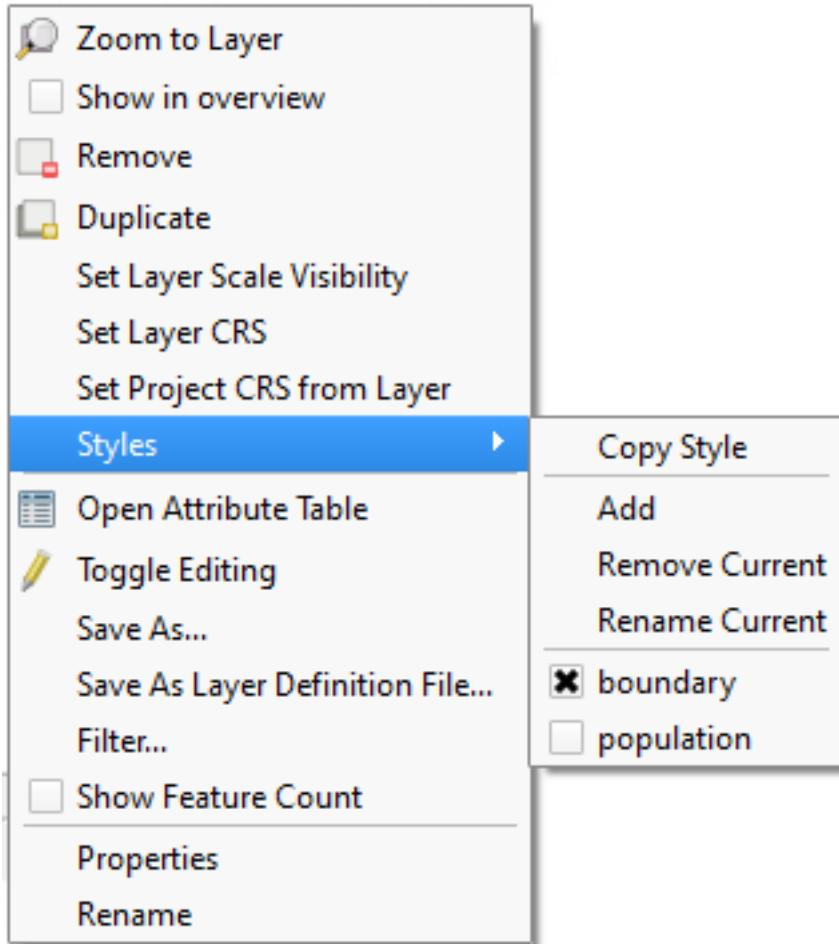 Zoom to Layer
Show in overview
Remove
Duplicate
Set Layer Scale Visibility
Set Layer CRS
Set Project CRS from Layer
Styles
Open Attribute Table
Toggle Editing
Save As...
Save As Layer Definition File...
Filter...
Show Feature Count
Properties
Rename
Copy Style
Add
Remove Current
Rename Current
boundary
population